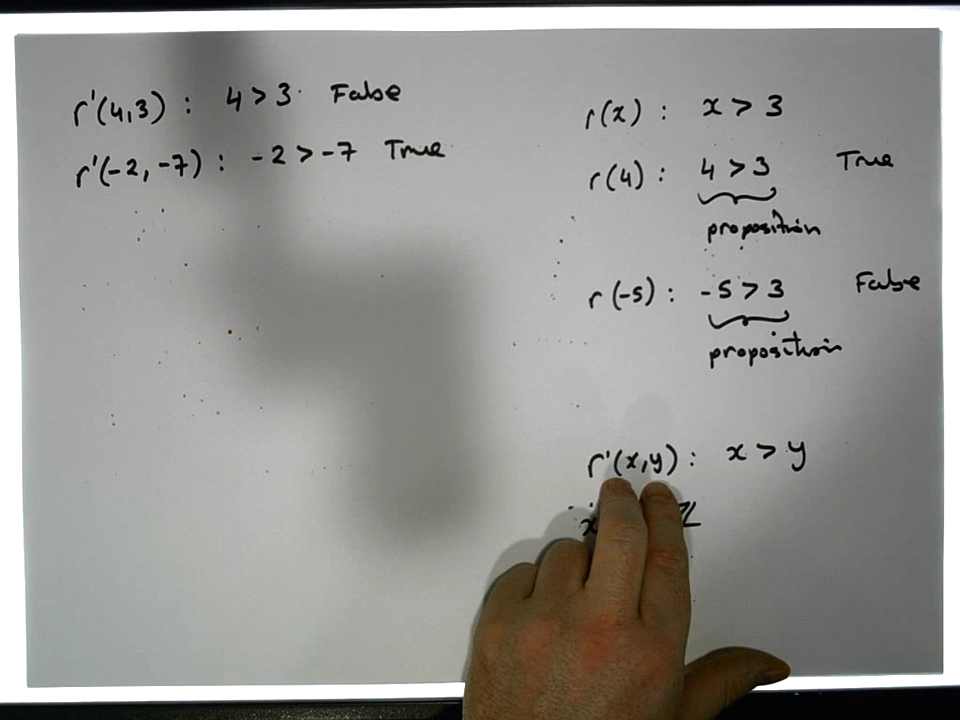 r'(4,3) : 4 > 3 False
r'(-2, -7) : -2 > -7 True
r(x) : x > 3
r(4) : 4 > 3 True
proposition
r(-5) : -5 > 3 False
proposition
r'(x,y) : x > y
x ℤ